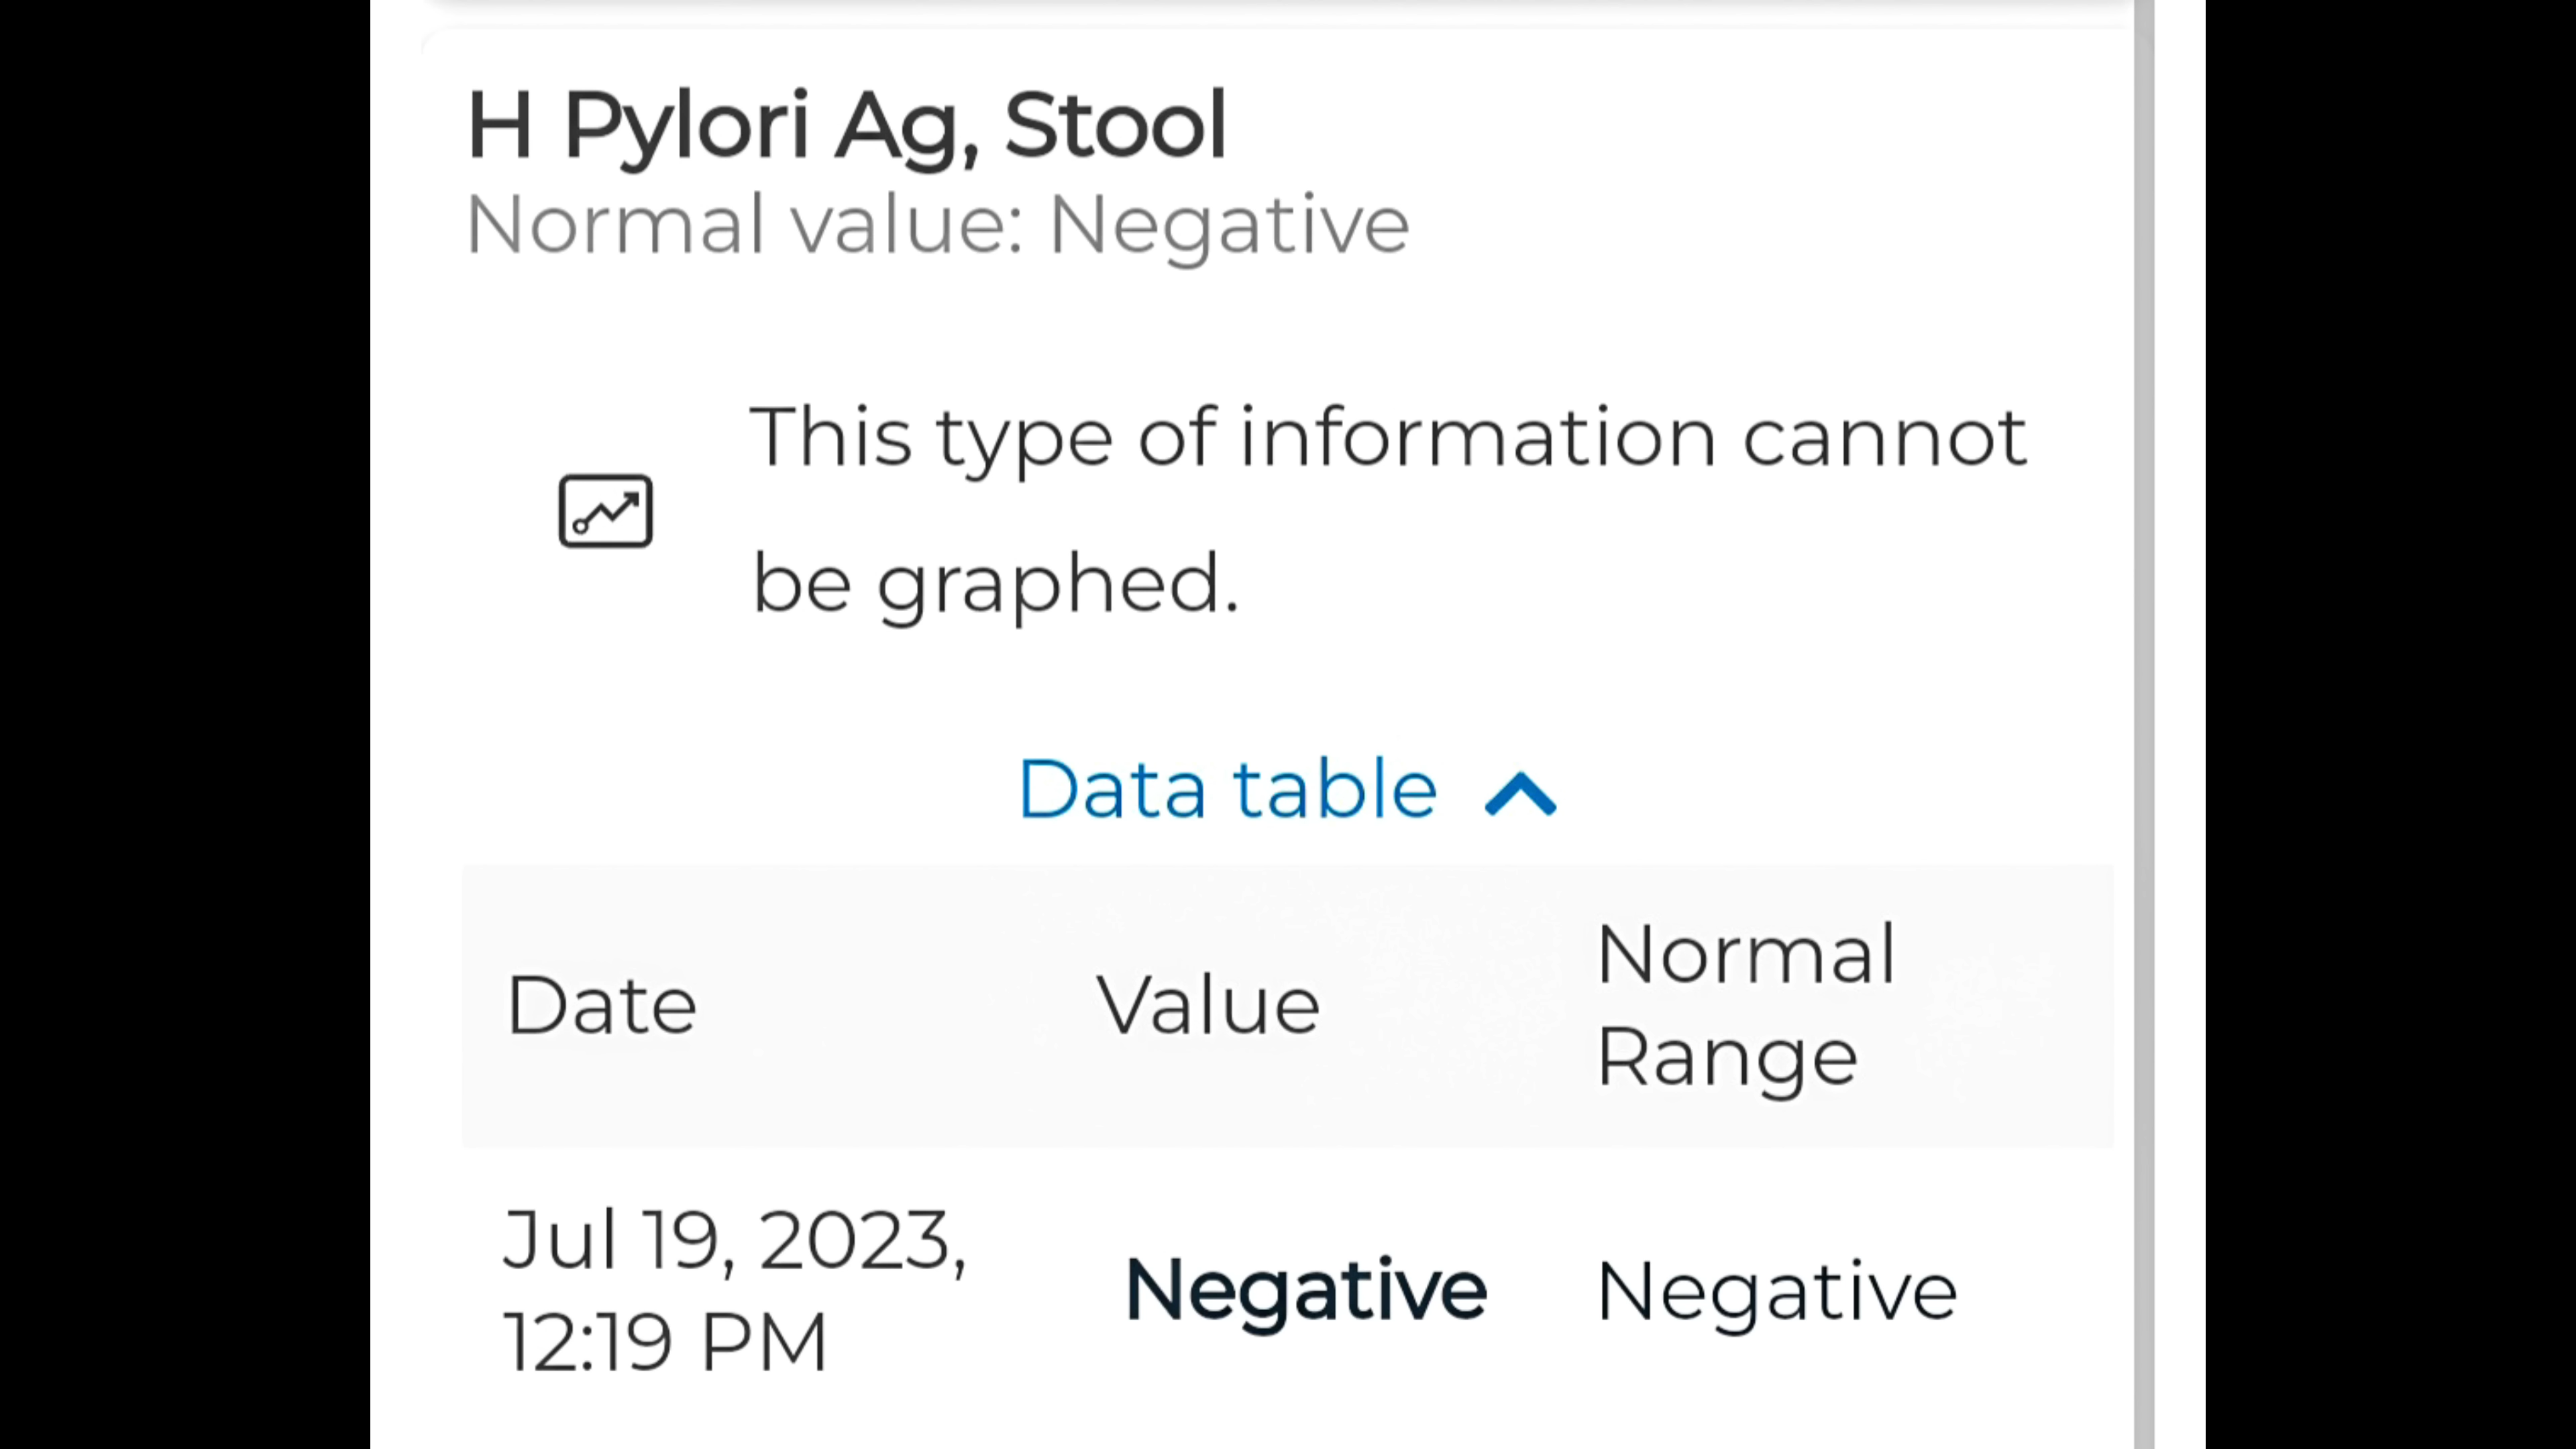 H Pylori Ag, Stool
Normal value: Negative
This type of information cannot
be graphed.
Data table
Date
Value
Normal
Range
Jul 19, 2023,
12:19 PM
Negative
Negative